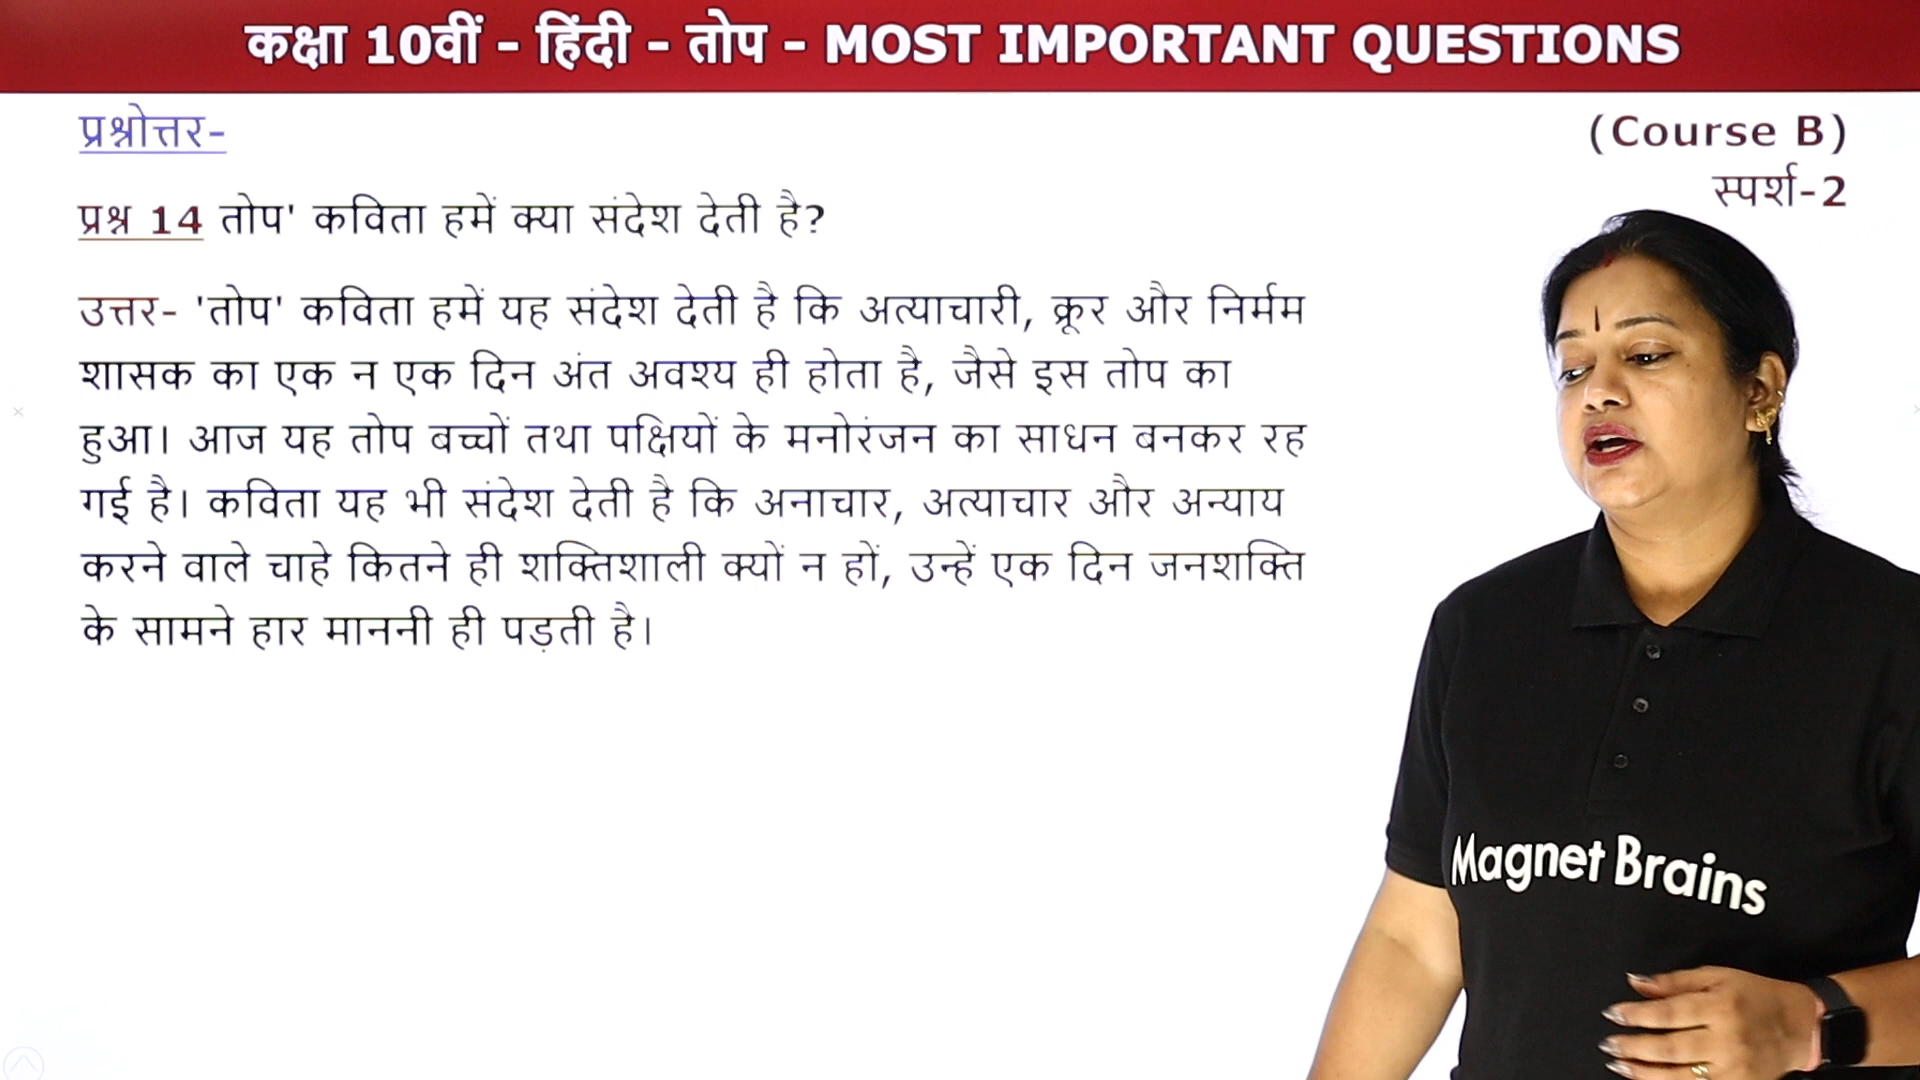 कक्षा 10वीं - हिंदी - तोप - MOST IMPORTANT QUESTIONS
प्रश्नोत्तर-
(Course B)
स्पर्श-2
प्रश्न 14 तोप' कविता हमें क्या संदेश देती है?
उत्तर- 'तोप' कविता हमें यह संदेश देती है कि अत्याचारी, क्रूर और निर्मम
शासक का एक न एक दिन अंत अवश्य ही होता है, जैसे इस तोप का
हुआ। आज यह तोप बच्चों तथा पक्षियों के मनोरंजन का साधन बनकर रह
गई है। कविता यह भी संदेश देती है कि अनाचार, अत्याचार और अन्याय
करने वाले चाहे कितने ही शक्तिशाली क्यों न हों, उन्हें एक दिन जनशक्ति
के सामने हार माननी ही पड़ती है।
Magnet Brains